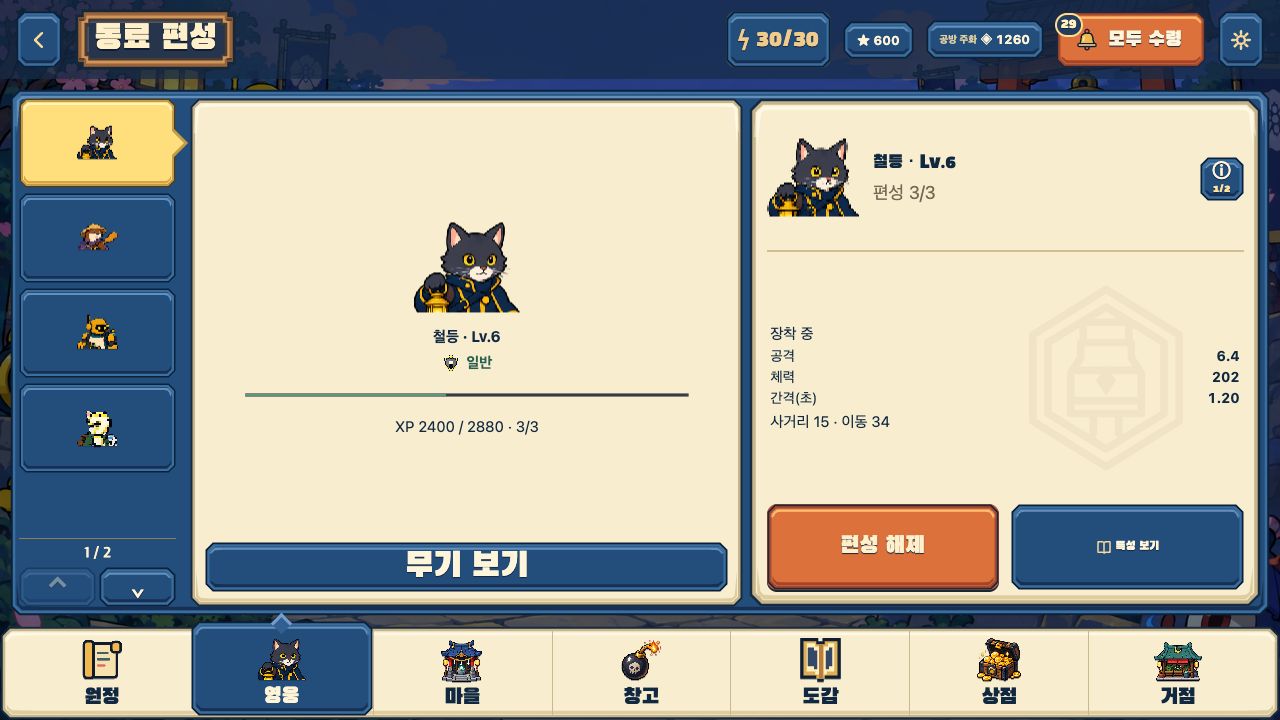 동료 편성
30/30
★ 600
공방 주화 ◈ 1260
29
모두 수령
철등 · Lv.6
일반
XP 2400 / 2880 · 3/3
무기 보기
1 / 2
철등 · Lv.6
편성 3/3
1/2
장착 중
공격 6.4
체력 202
간격(초) 1.20
사거리 15 · 이동 34
편성 해제
특성 보기
원정
영웅
마을
창고
도감
상점
거점